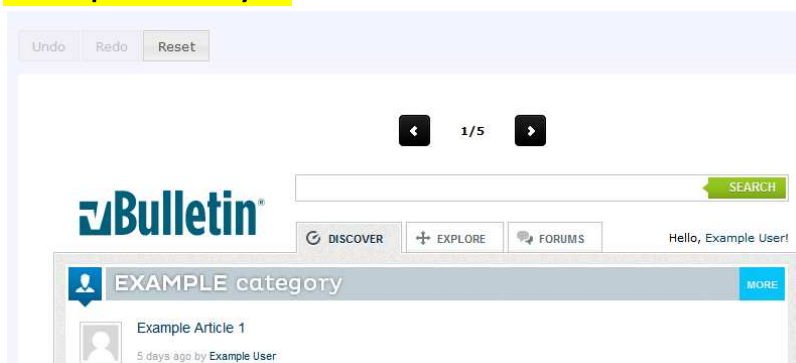 Undo Redo Reset
1/5
SEARCH
vBulletin®
DISCOVER EXPLORE FORUMS Hello, Example User!
EXAMPLE category MORE
Example Article 1
5 days ago by Example User